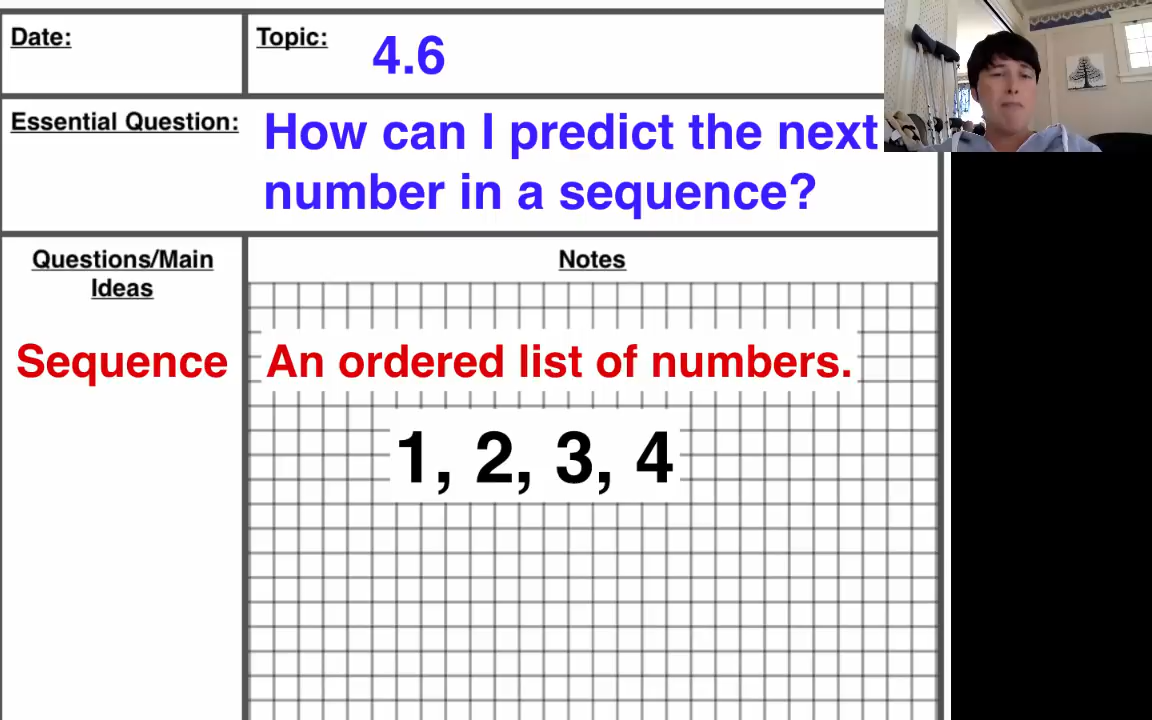 Date:
Topic: 4.6
Essential Question: How can I predict the next
number in a sequence?
Questions/Main
Ideas
Notes
Sequence
An ordered list of numbers.
1, 2, 3, 4